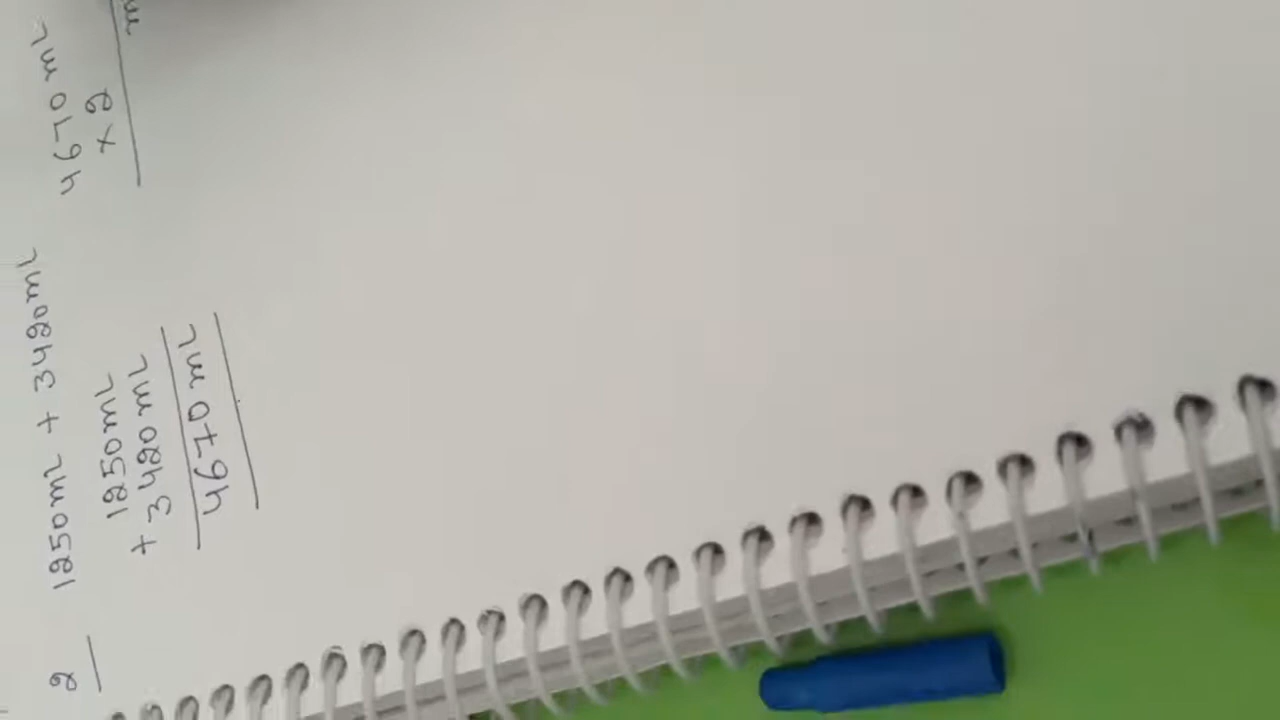 2 1250mL + 3420mL
1250mL
+ 3420mL
4670mL
4670mL
x 2